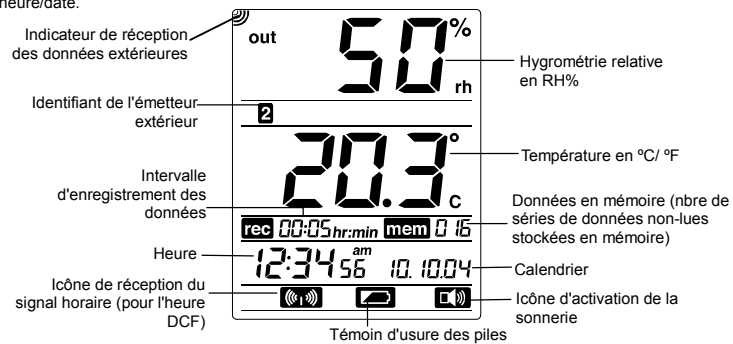 heure/date.
Indicateur de réception
des données extérieures
out
50%
rh
Hygrométrie relative
en RH%
Identifiant de l'émetteur
extérieur
2
20.3°
C
Température en ºC/ ºF
Intervalle
d'enregistrement des
données
rec 00:05 hr:min mem 0 16
Données en mémoire (nbre de
séries de données non-lues
stockées en mémoire)
Heure
12:34 56 am 10. 10.04
Calendrier
Icône de réception du
signal horaire (pour l'heure
DCF)
Icône d'activation de la
sonnerie
Témoin d'usure des piles